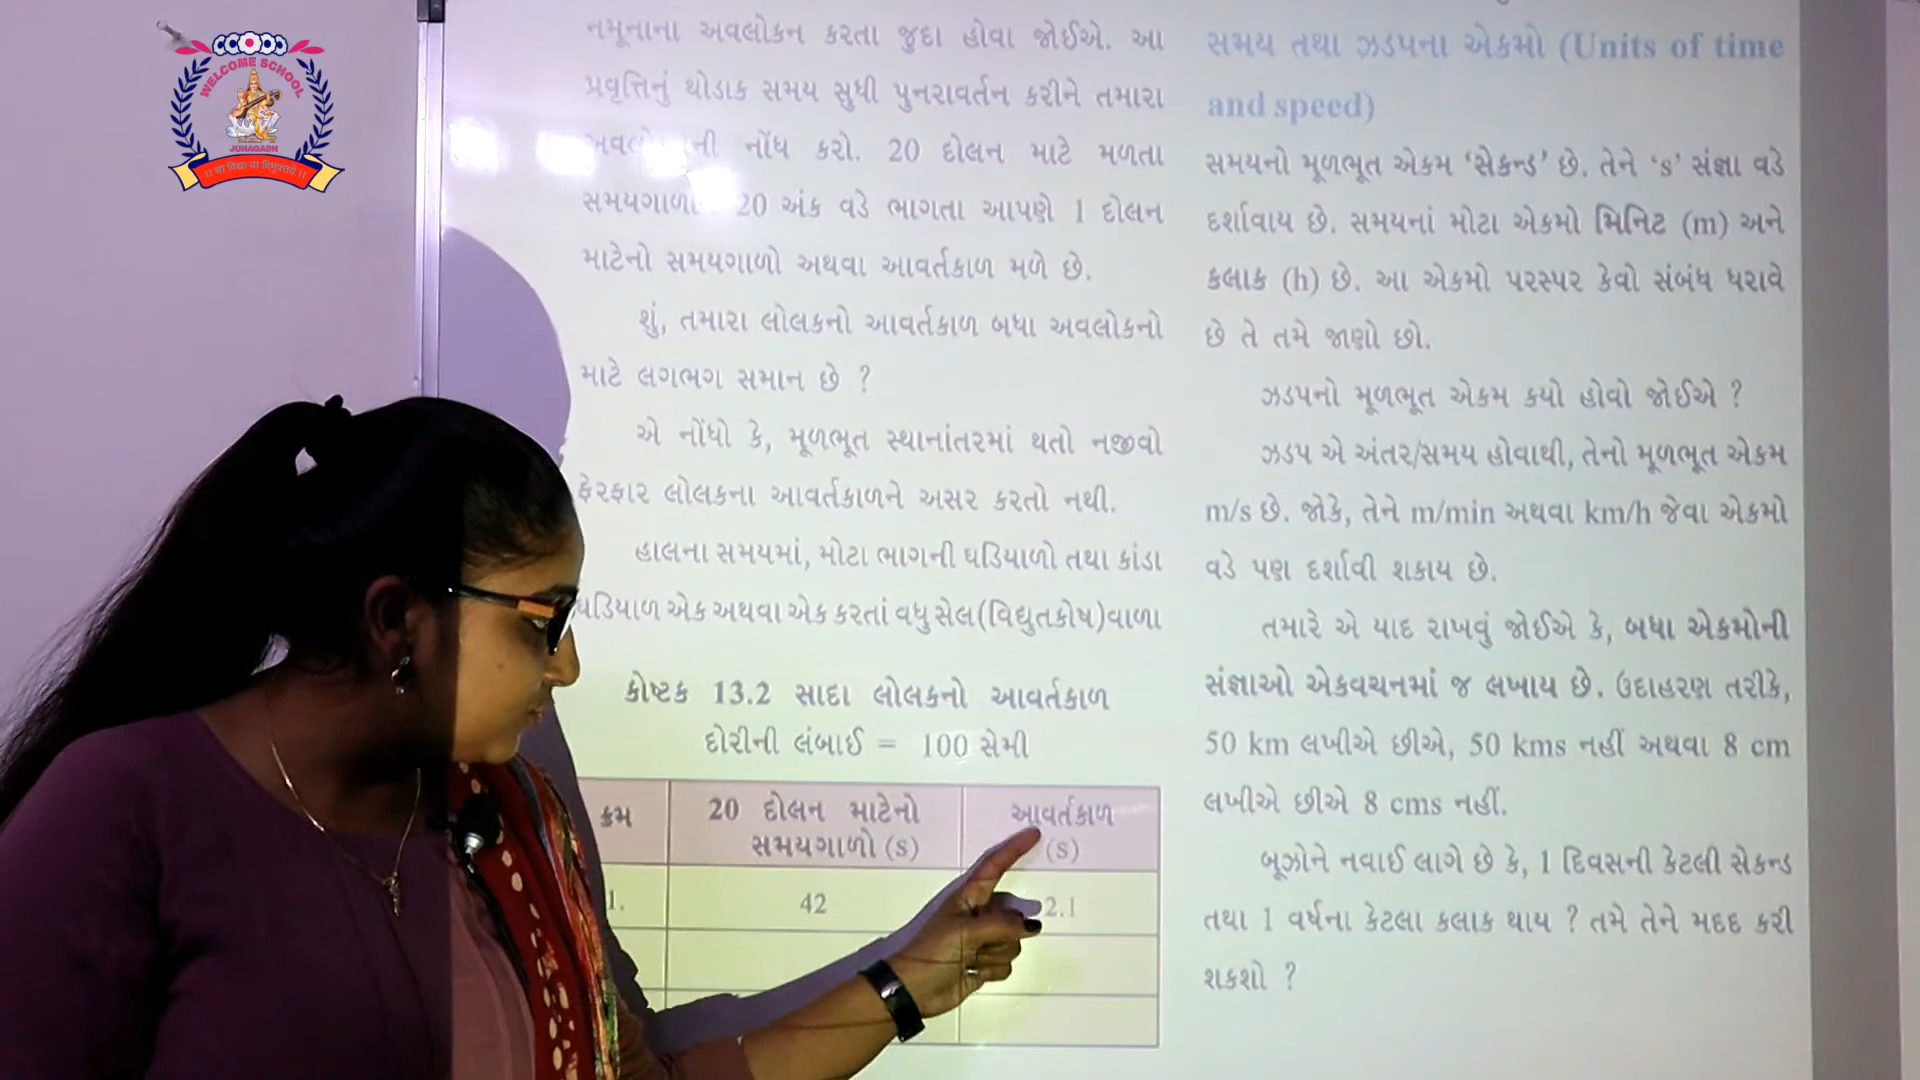 WELCOME SCHOOL
JUNAGADH
।। सा विद्या या विमुक्तये ।।
નમૂનાના અવલોકન કરતા જુદા હોવા જોઈએ. આ
પ્રવૃત્તિનું થોડાક સમય સુધી પુનરાવર્તન કરીને તમારા
નોંધ કરો. 20 દોલન માટે મળતા
સમયગાળા 20 અંક વડે ભાગતા આપણે 1 દોલન
માટેનો સમયગાળો અથવા આવર્તકાળ મળે છે.
શું, તમારા લોલકનો આવર્તકાળ બધા અવલોકનો
માટે લગભગ સમાન છે ?
એ નોંધો કે, મૂળભૂત સ્થાનાંતરમાં થતો નજીવો
ફેરફાર લોલકના આવર્તકાળને અસર કરતો નથી.
હાલના સમયમાં, મોટા ભાગની ઘડિયાળો તથા કાંડા
ઘડિયાળ એક અથવા એક કરતાં વધુ સેલ(વિદ્યુતકોષ)વાળા
કોષ્ટક 13.2 સાદા લોલકનો આવર્તકાળ
દોરીની લંબાઈ = 100 સેમી
ક્રમ
20 દોલન માટેનો
સમયગાળો (s)
આવર્તકાળ
(s)
1. 42 2.1
સમય તથા ઝડપના એકમો (Units of time
and speed)
સમયનો મૂળભૂત એકમ ‘સેકન્ડ’ છે. તેને ‘s’ સંજ્ઞા વડે
દર્શાવાય છે. સમયનાં મોટા એકમો મિનિટ (m) અને
કલાક (h) છે. આ એકમો પરસ્પર કેવો સંબંધ ધરાવે
છે તે તમે જાણો છો.
ઝડપનો મૂળભૂત એકમ કયો હોવો જોઈએ ?
ઝડપ એ અંતર/સમય હોવાથી, તેનો મૂળભૂત એકમ
m/s છે. જોકે, તેને m/min અથવા km/h જેવા એકમો
વડે પણ દર્શાવી શકાય છે.
તમારે એ યાદ રાખવું જોઈએ કે, બધા એકમોની
સંજ્ઞાઓ એકવચનમાં જ લખાય છે. ઉદાહરણ તરીકે,
50 km લખીએ છીએ, 50 kms નહીં અથવા 8 cm
લખીએ છીએ 8 cms નહીં.
બૂઝોને નવાઈ લાગે છે કે, 1 દિવસની કેટલી સેકન્ડ
તથા 1 વર્ષના કેટલા કલાક થાય ? તમે તેને મદદ કરી
શકશો ?